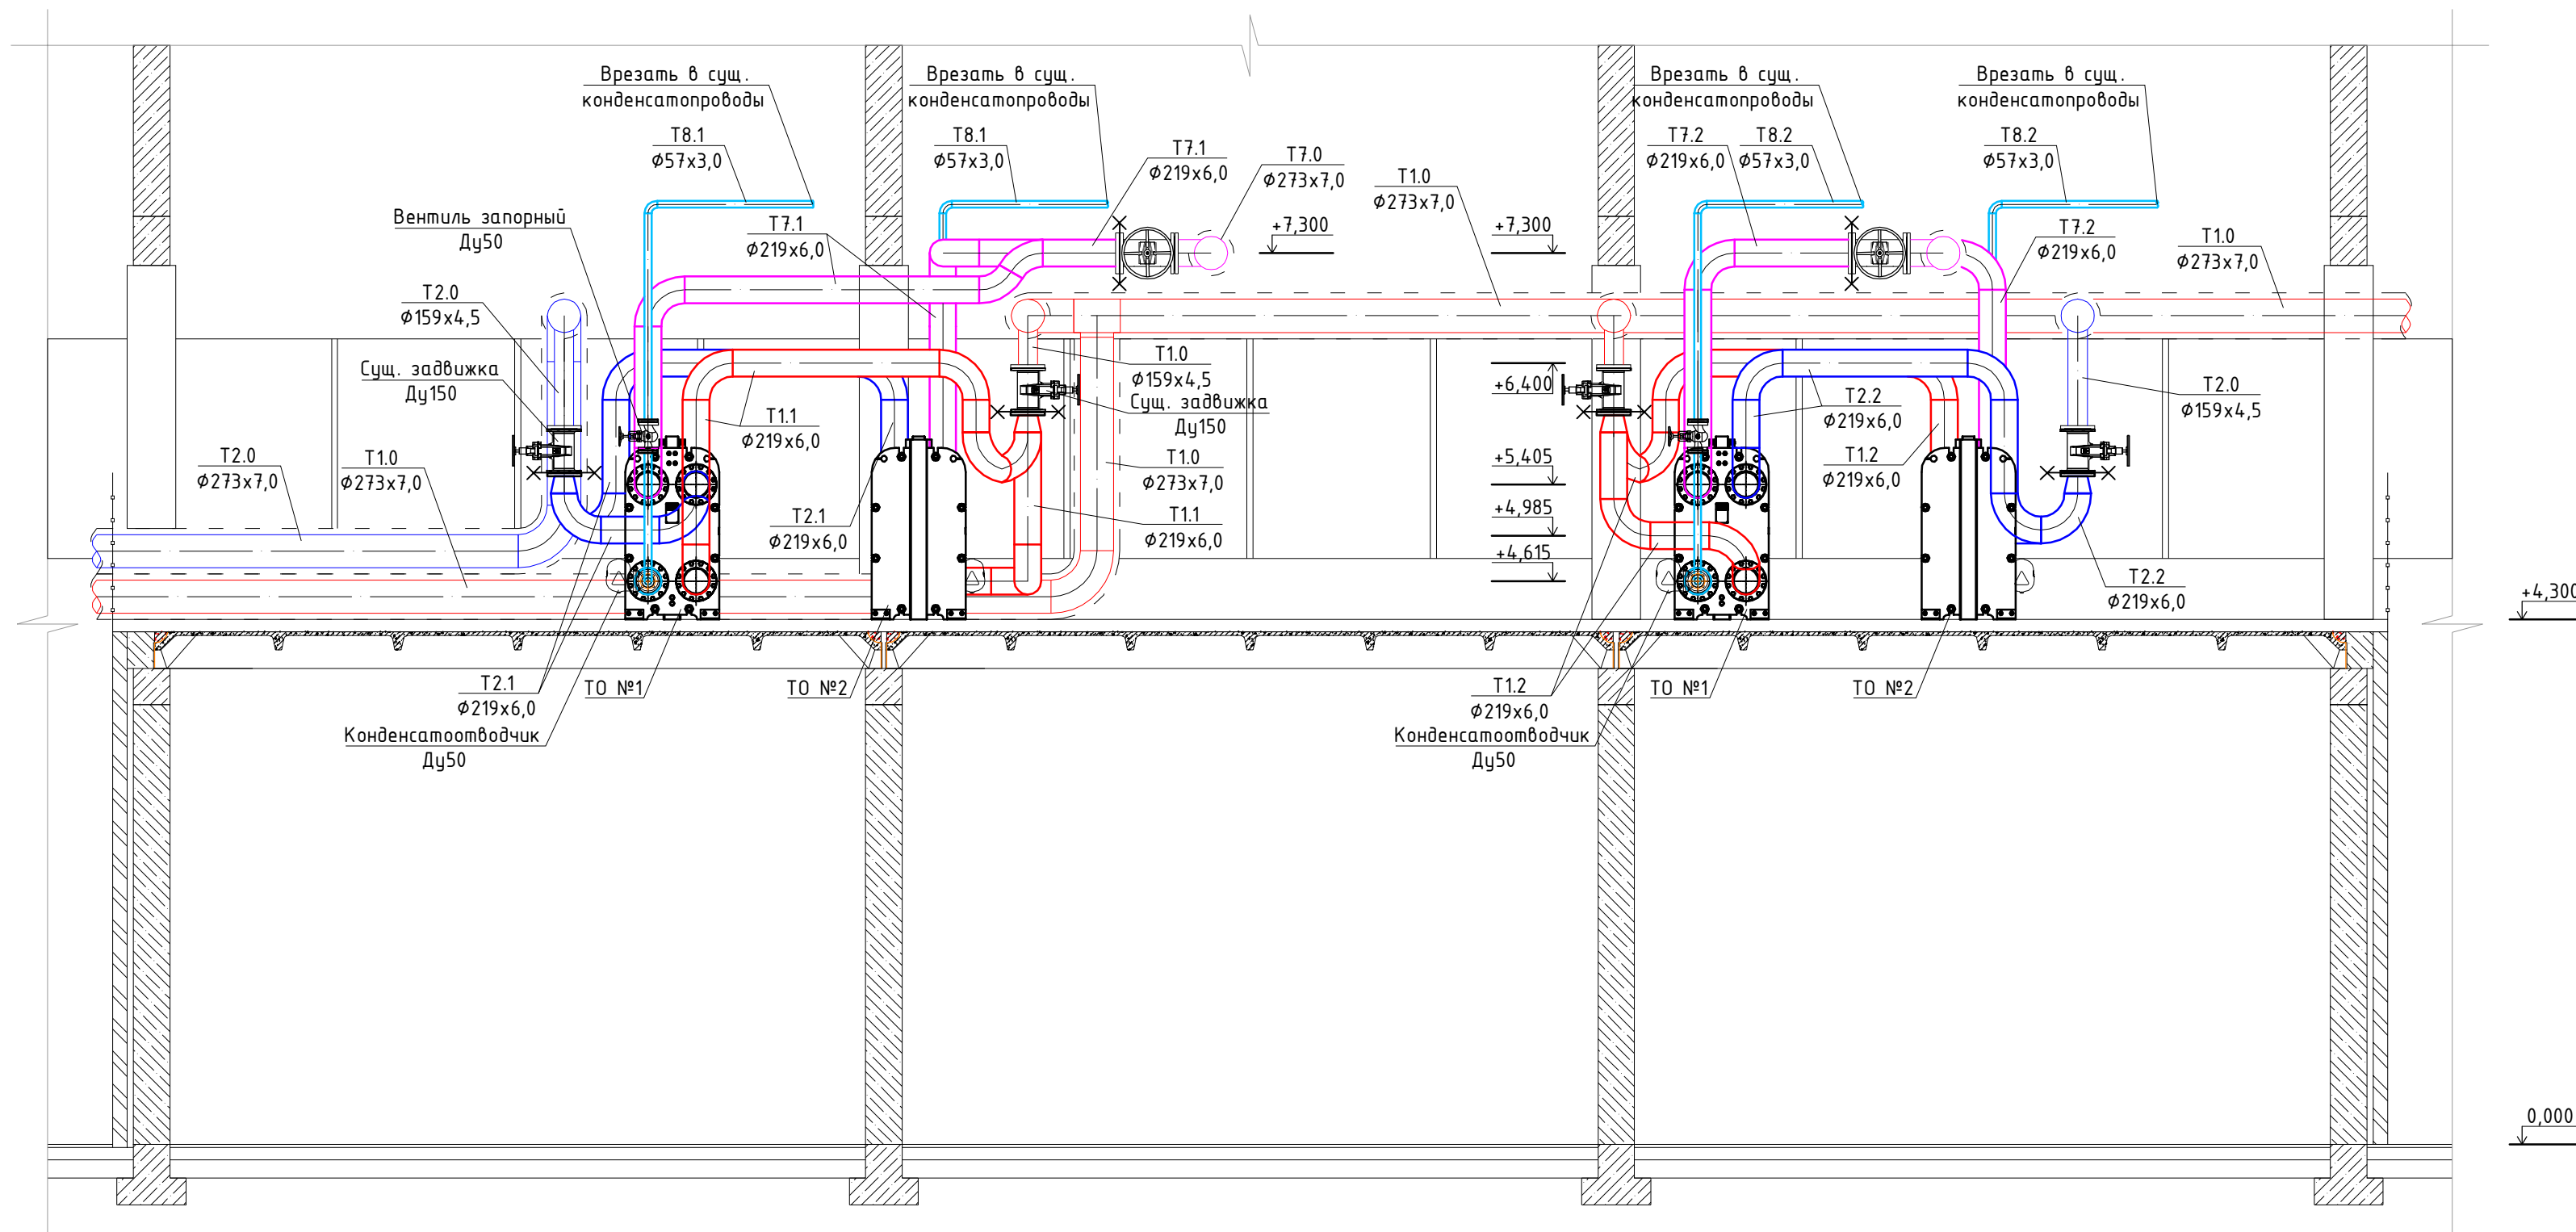 Врезать в сущ.
конденсатопроводы
Врезать в сущ.
конденсатопроводы
Врезать в сущ.
конденсатопроводы
Врезать в сущ.
конденсатопроводы
Т8.1
Ф57х3,0
Т8.1
Ф57х3,0
Т7.1
Ф219х6,0
Т7.0
Ф273х7,0
Т1.0
Ф273х7,0
Т7.2
Ф219х6,0
Т8.2
Ф57х3,0
Т8.2
Ф57х3,0
Вентиль запорный
Ду50
Т7.1
Ф219х6,0
+7,300
+7,300
Т7.2
Ф219х6,0
Т1.0
Ф273х7,0
Т2.0
Ф159х4,5
Сущ. задвижка
Ду150
Т1.0
Ф159х4,5
Сущ. задвижка
Ду150
+6,400
Т2.0
Ф159х4,5
Т1.1
Ф219х6,0
Т2.2
Ф219х6,0
Т2.0
Ф273х7,0
Т1.0
Ф273х7,0
Т1.0
Ф273х7,0
+5,405
Т1.2
Ф219х6,0
Т2.1
Ф219х6,0
Т1.1
Ф219х6,0
+4,985
+4,615
Т2.2
Ф219х6,0
+4,300
Т2.1
Ф219х6,0
ТО №1
ТО №2
Т1.2
Ф219х6,0
ТО №1
ТО №2
Конденсатоотводчик
Ду50
Конденсатоотводчик
Ду50
0,000